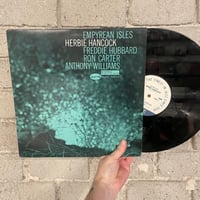 EMPYREAN ISLES
HERBIE HANCOCK
FREDDIE HUBBARD
RON CARTER
ANTHONY WILLIAMS